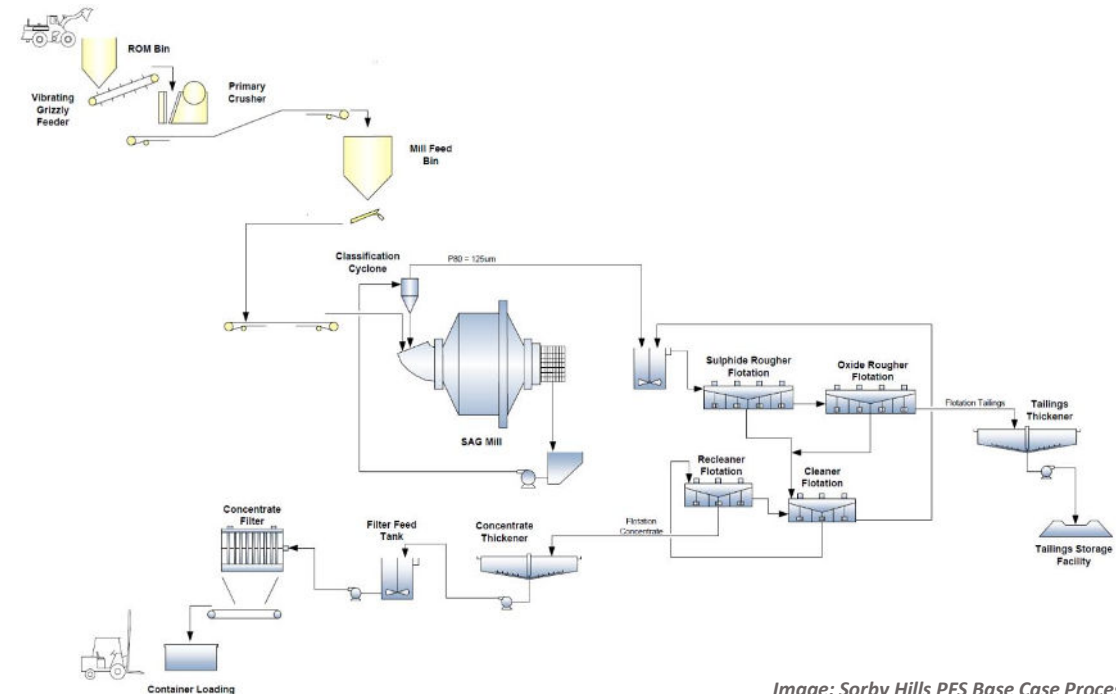 ROM Bin
Vibrating
Grizzly
Feeder
Primary
Crusher
Mill Feed
Bin
Classification
Cyclone
P80 = 125um
SAG Mill
Sulphide Rougher
Flotation
Oxide Rougher
Flotation
Flotation Tailings
Tailings
Thickener
Recleaner
Flotation
Cleaner
Flotation
Tailings Storage
Facility
Concentrate
Filter
Filter Feed
Tank
Concentrate
Thickener
Flotation
Concentrate
Container Loading
Image: Sorby Hills PFS Base Case Proce